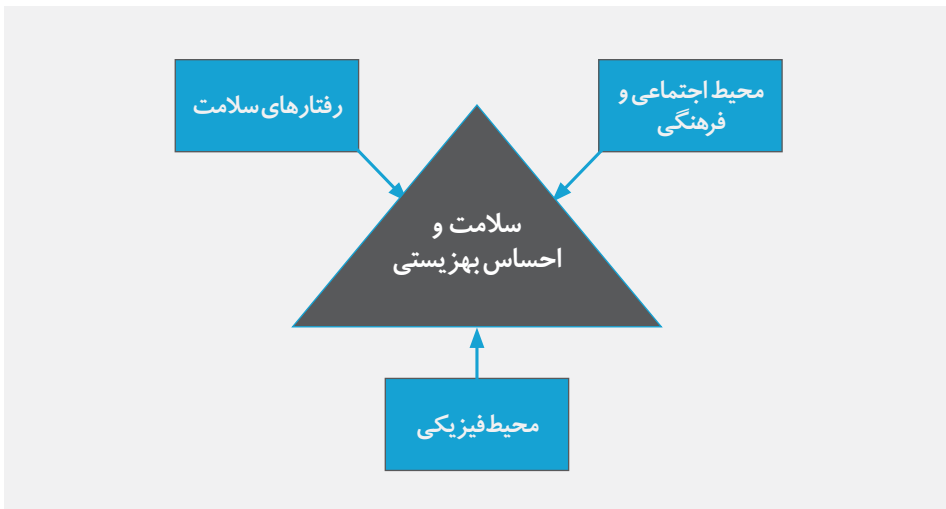 محیط اجتماعی و
فرهنگی
رفتارهای سلامت
سلامت و
احساس بهزیستی
محیط فیزیکی